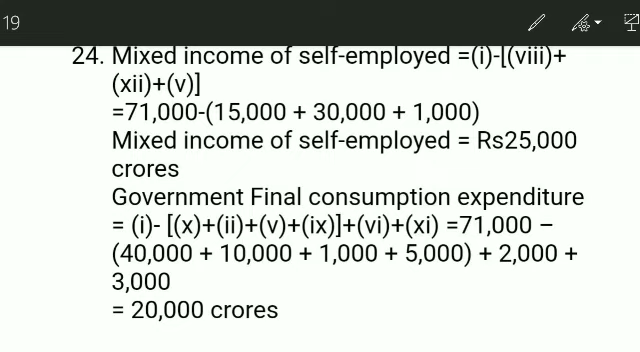 19
24. Mixed income of self-employed =(i)-[(viii)+
(xii)+(v)]
=71,000-(15,000 + 30,000 + 1,000)
Mixed income of self-employed = Rs25,000
crores
Government Final consumption expenditure
= (i)- [(x)+(ii)+(v)+(ix)]+(vi)+(xi) =71,000 –
(40,000 + 10,000 + 1,000 + 5,000) + 2,000 +
3,000
= 20,000 crores